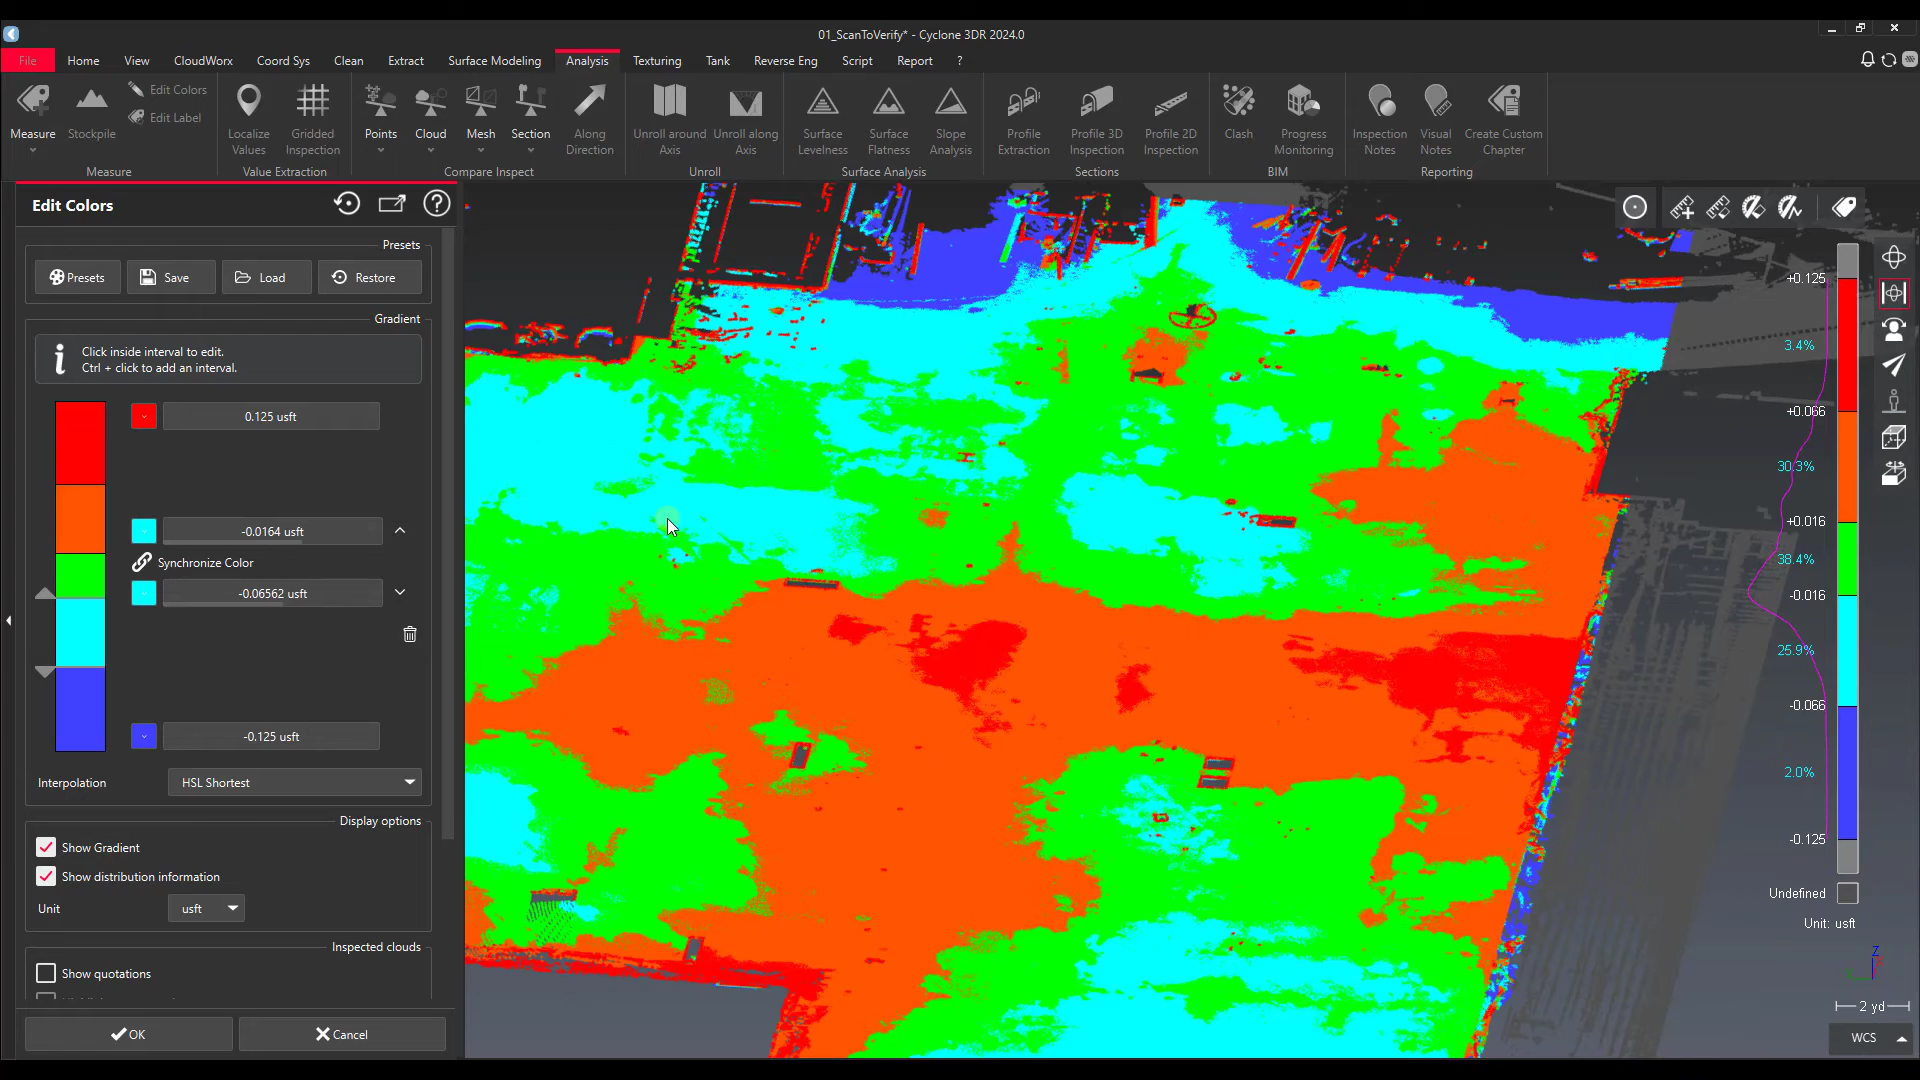 01_ScanToVerify* - Cyclone 3DR 2024.0
File Home View CloudWorx Coord Sys Clean Extract Surface Modeling Analysis Texturing Tank Reverse Eng Script Report ?
Measure Stockpile Edit Colors Edit Label
Measure
Localize Values Gridded Inspection
Value Extraction
Points Cloud Mesh Section Along Direction
Compare Inspect
Unroll around Axis Unroll along Axis
Unroll
Surface Levelness Surface Flatness Slope Analysis
Surface Analysis
Profile Extraction Profile 3D Inspection Profile 2D Inspection
Sections
Clash Progress Monitoring
BIM
Inspection Notes Visual Notes Create Custom Chapter
Reporting
Edit Colors
Presets
Presets Save Load Restore
Gradient
Click inside interval to edit.
Ctrl + click to add an interval.
0.125 usft
-0.0164 usft
Synchronize Color
-0.06562 usft
-0.125 usft
Interpolation HSL Shortest
Display options
Show Gradient
Show distribution information
Unit usft
Inspected clouds
Show quotations
OK Cancel
+0.125
3.4%
+0.066
30.3%
+0.016
38.4%
-0.016
25.9%
-0.066
2.0%
-0.125
Undefined
Unit: usft
Z
2 yd
WCS